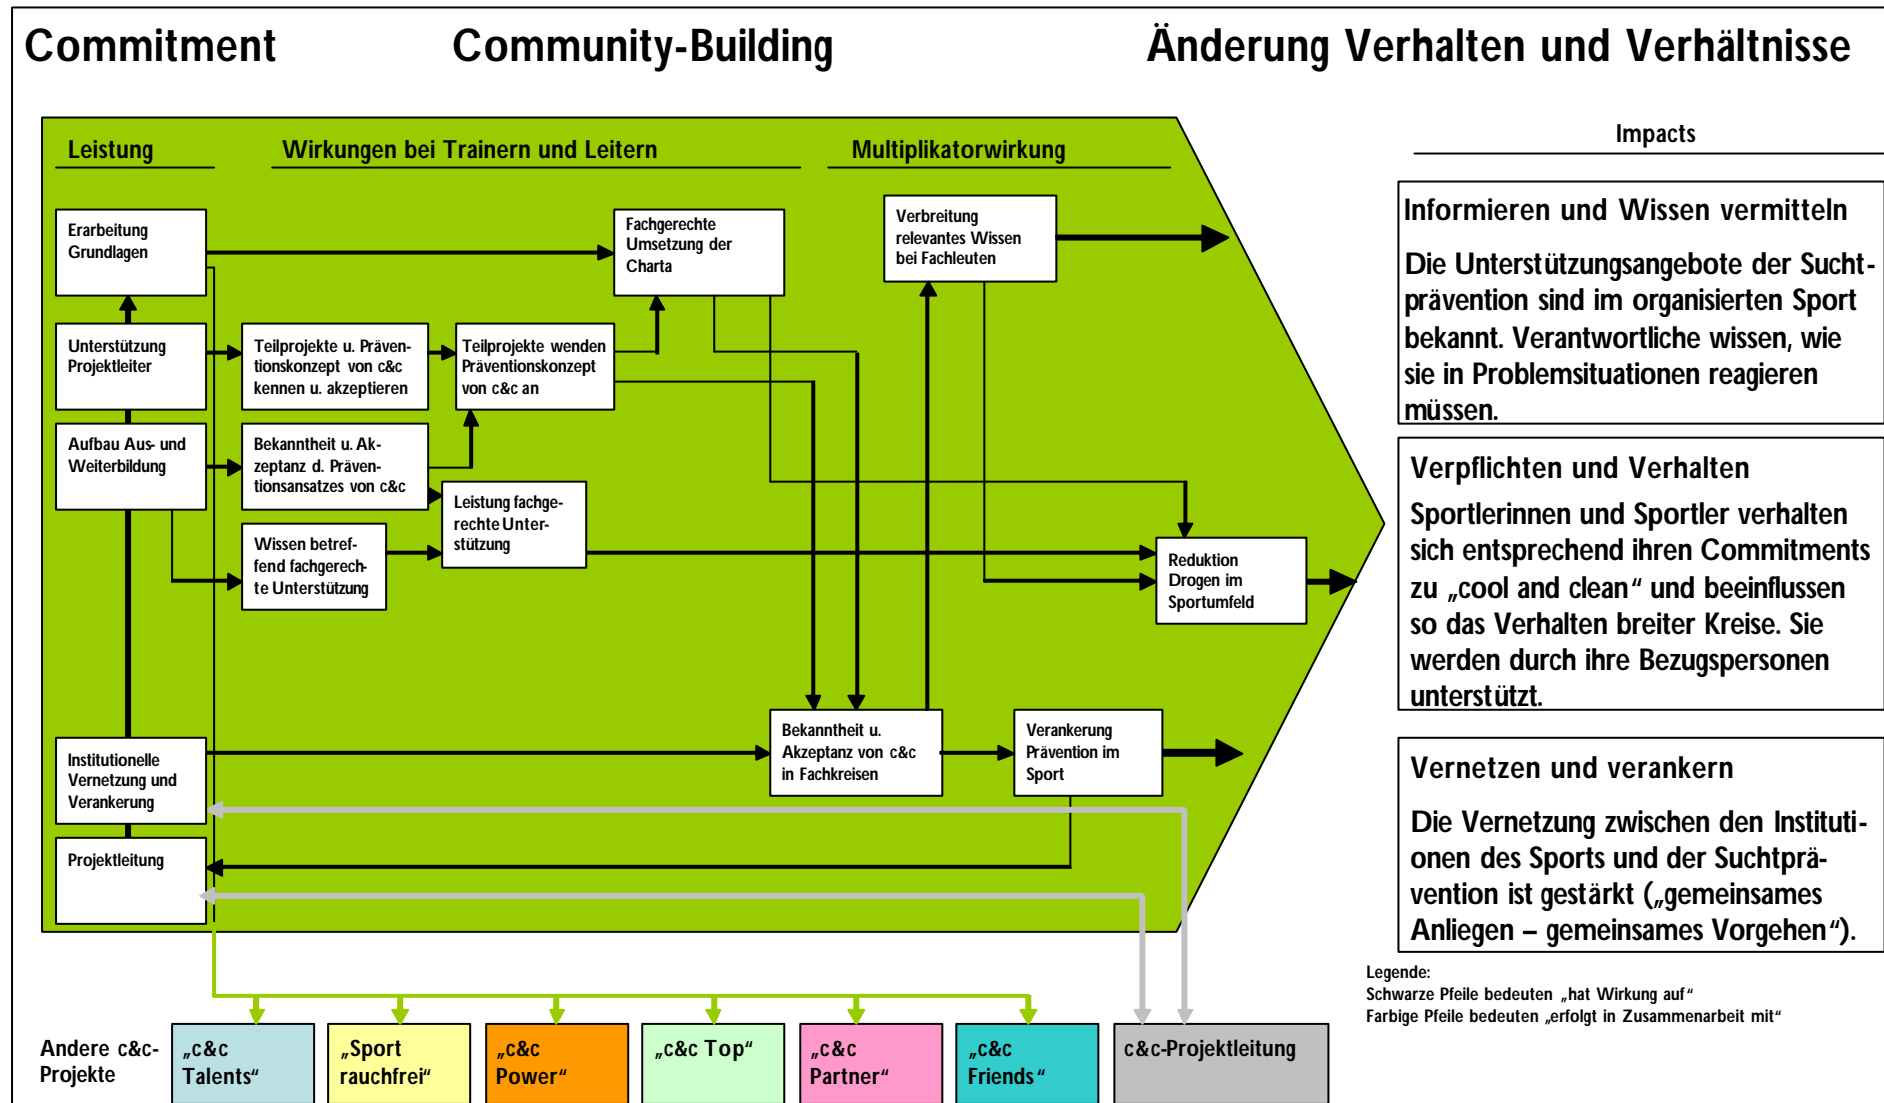 Commitment
Community-Building
Änderung Verhalten und Verhältnisse
Leistung
Wirkungen bei Trainern und Leitern
Multiplikatorwirkung
Impacts
Erarbeitung
Grundlagen
Fachgerechte
Umsetzung der
Charta
Verbreitung
relevantes Wissen
bei Fachleuten
Unterstützung
Projektleiter
Teilprojekte u. Präven-
tionskonzept von c&c
kennen u. akzeptieren
Teilprojekte wenden
Präventionskonzept
von c&c an
Aufbau Aus- und
Weiterbildung
Bekanntheit u. Ak-
zeptanz d. Präven-
tionsansatzes von c&c
Leistung fachge-
rechte Unter-
stützung
Wissen betref-
fend fachgerech-
te Unterstützung
Reduktion
Drogen im
Sportumfeld
Institutionelle
Vernetzung und
Verankerung
Bekanntheit u.
Akzeptanz von c&c
in Fachkreisen
Verankerung
Prävention im
Sport
Projektleitung
Informieren und Wissen vermitteln
Die Unterstützungsangebote der Sucht-
prävention sind im organisierten Sport
bekannt. Verantwortliche wissen, wie
sie in Problemsituationen reagieren
müssen.
Verpflichten und Verhalten
Sportlerinnen und Sportler verhalten
sich entsprechend ihren Commitments
zu „cool and clean“ und beeinflussen
so das Verhalten breiter Kreise. Sie
werden durch ihre Bezugspersonen
unterstützt.
Vernetzen und verankern
Die Vernetzung zwischen den Instituti-
onen des Sports und der Suchtprä-
vention ist gestärkt („gemeinsames
Anliegen – gemeinsames Vorgehen“).
Legende:
Schwarze Pfeile bedeuten „hat Wirkung auf“
Farbige Pfeile bedeuten „erfolgt in Zusammenarbeit mit“
Andere c&c-
Projekte
„c&c
Talents“
„Sport
rauchfrei“
„c&c
Power“
„c&c Top“
„c&c
Partner“
„c&c
Friends“
c&c-Projektleitung